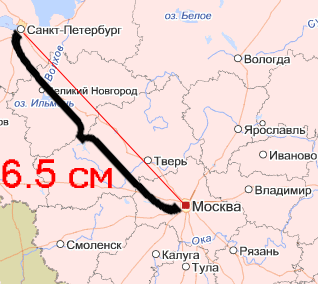 оз. Белое
Санкт-Петербург
Волхов
Вологда
Великий Новгород
оз. Ильмень
Ярославль
ов
Тверь
Иваново
6.5 см
Владимир
Москва
Смоленск
Ока
Рязань
Калуга
Тула